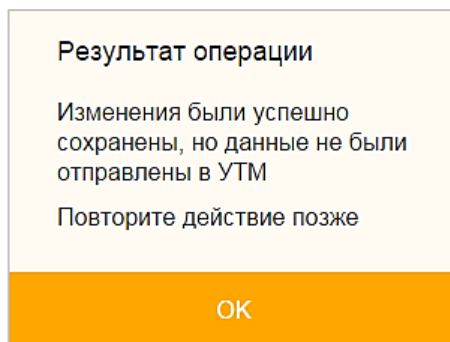 Результат операции
Изменения были успешно
сохранены, но данные не были
отправлены в УТМ
Повторите действие позже
OK